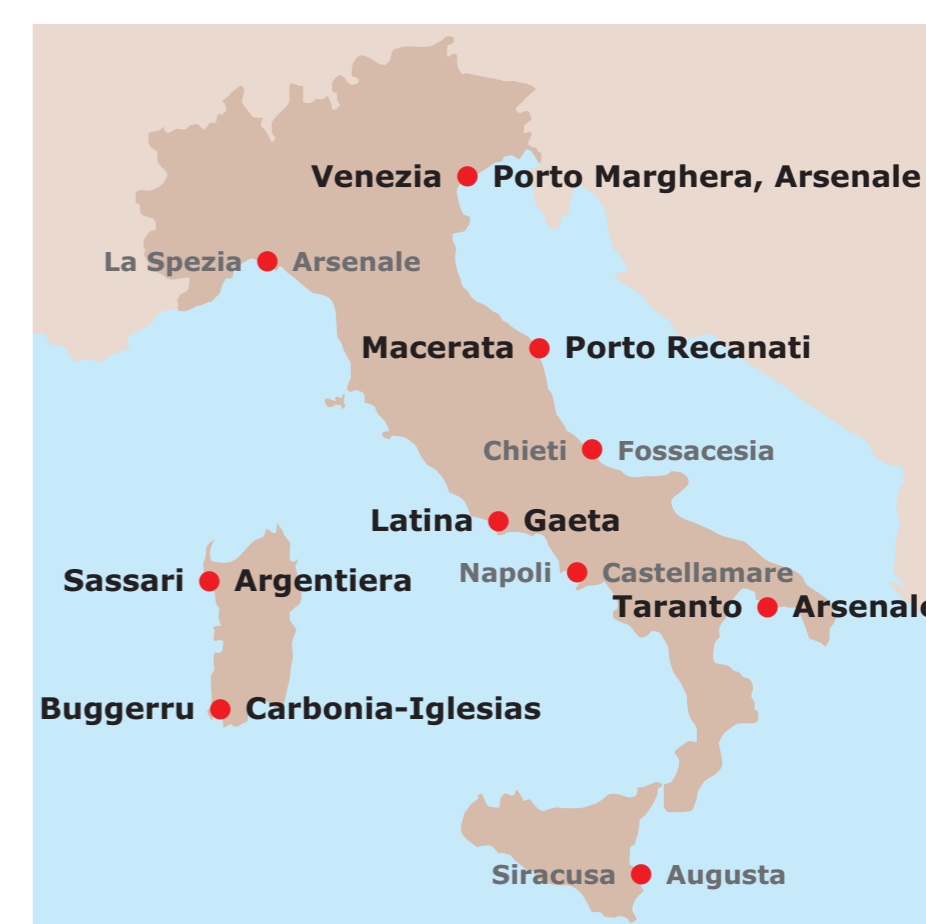 Venezia Porto Marghera, Arsenale
La Spezia Arsenale
Macerata Porto Recanati
Chieti Fossacesia
Latina Gaeta
Napoli Castellamare
Sassari Argentiera
Taranto Arsenale
Buggerru Carbonia-Iglesias
Siracusa Augusta